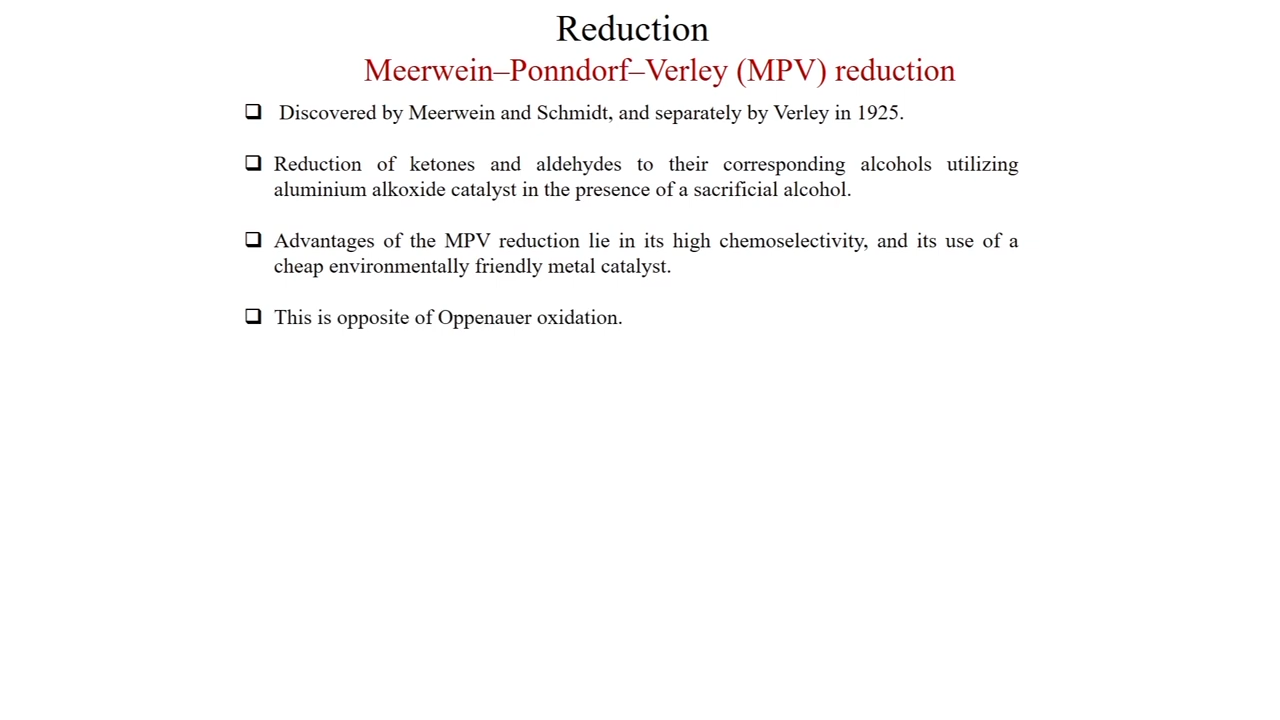 Reduction
Meerwein–Ponndorf–Verley (MPV) reduction
❑ Discovered by Meerwein and Schmidt, and separately by Verley in 1925.
❑ Reduction of ketones and aldehydes to their corresponding alcohols utilizing
aluminium alkoxide catalyst in the presence of a sacrificial alcohol.
❑ Advantages of the MPV reduction lie in its high chemoselectivity, and its use of a
cheap environmentally friendly metal catalyst.
❑ This is opposite of Oppenauer oxidation.